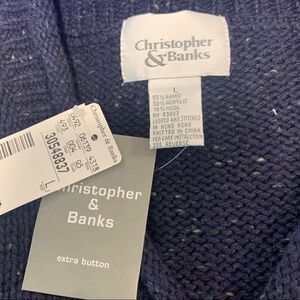 Christopher
& Banks
L
55% RAMIE
30% ACRYLIC
15% WOOL
RN 83037
LOOPED AND STITCHED
IN HONG KONG
KNITTED IN CHINA
FOR CARE INSTRUCTION
SEE REVERSE
Christopher & Banks
30548837
L
Christopher
&
Banks
extra button